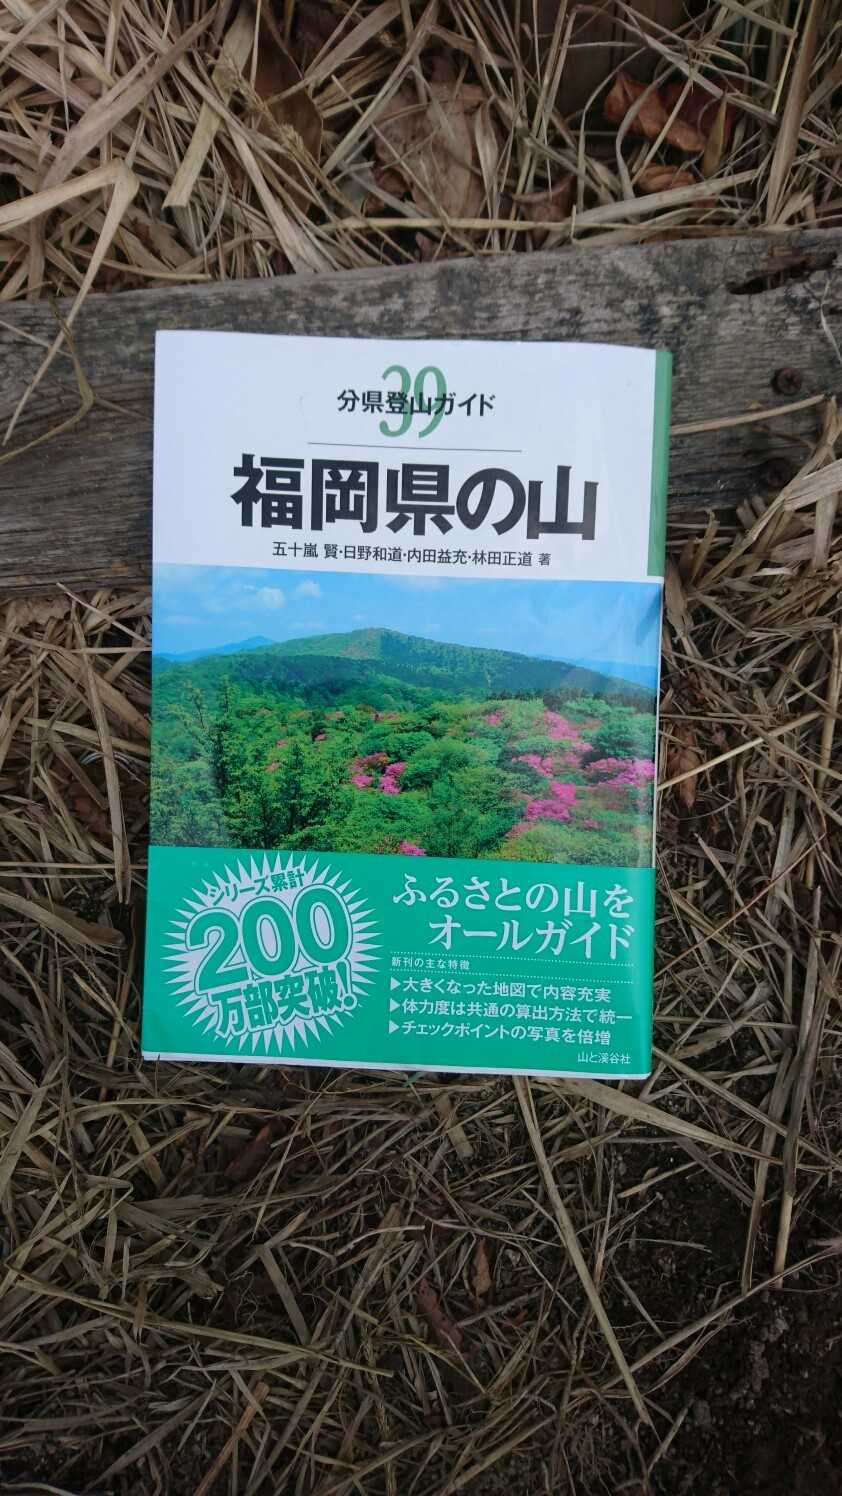 39
分県登山ガイド
福岡県の山
五十嵐 賢・日野和道・内田益充・林田正道 著
シリーズ累計
200
万部突破!
ふるさとの山を
オールガイド
新刊の主な特徴
▶大きくなった地図で内容充実
▶体力度は共通の算出方法で統一
▶チェックポイントの写真を倍増
山と溪谷社